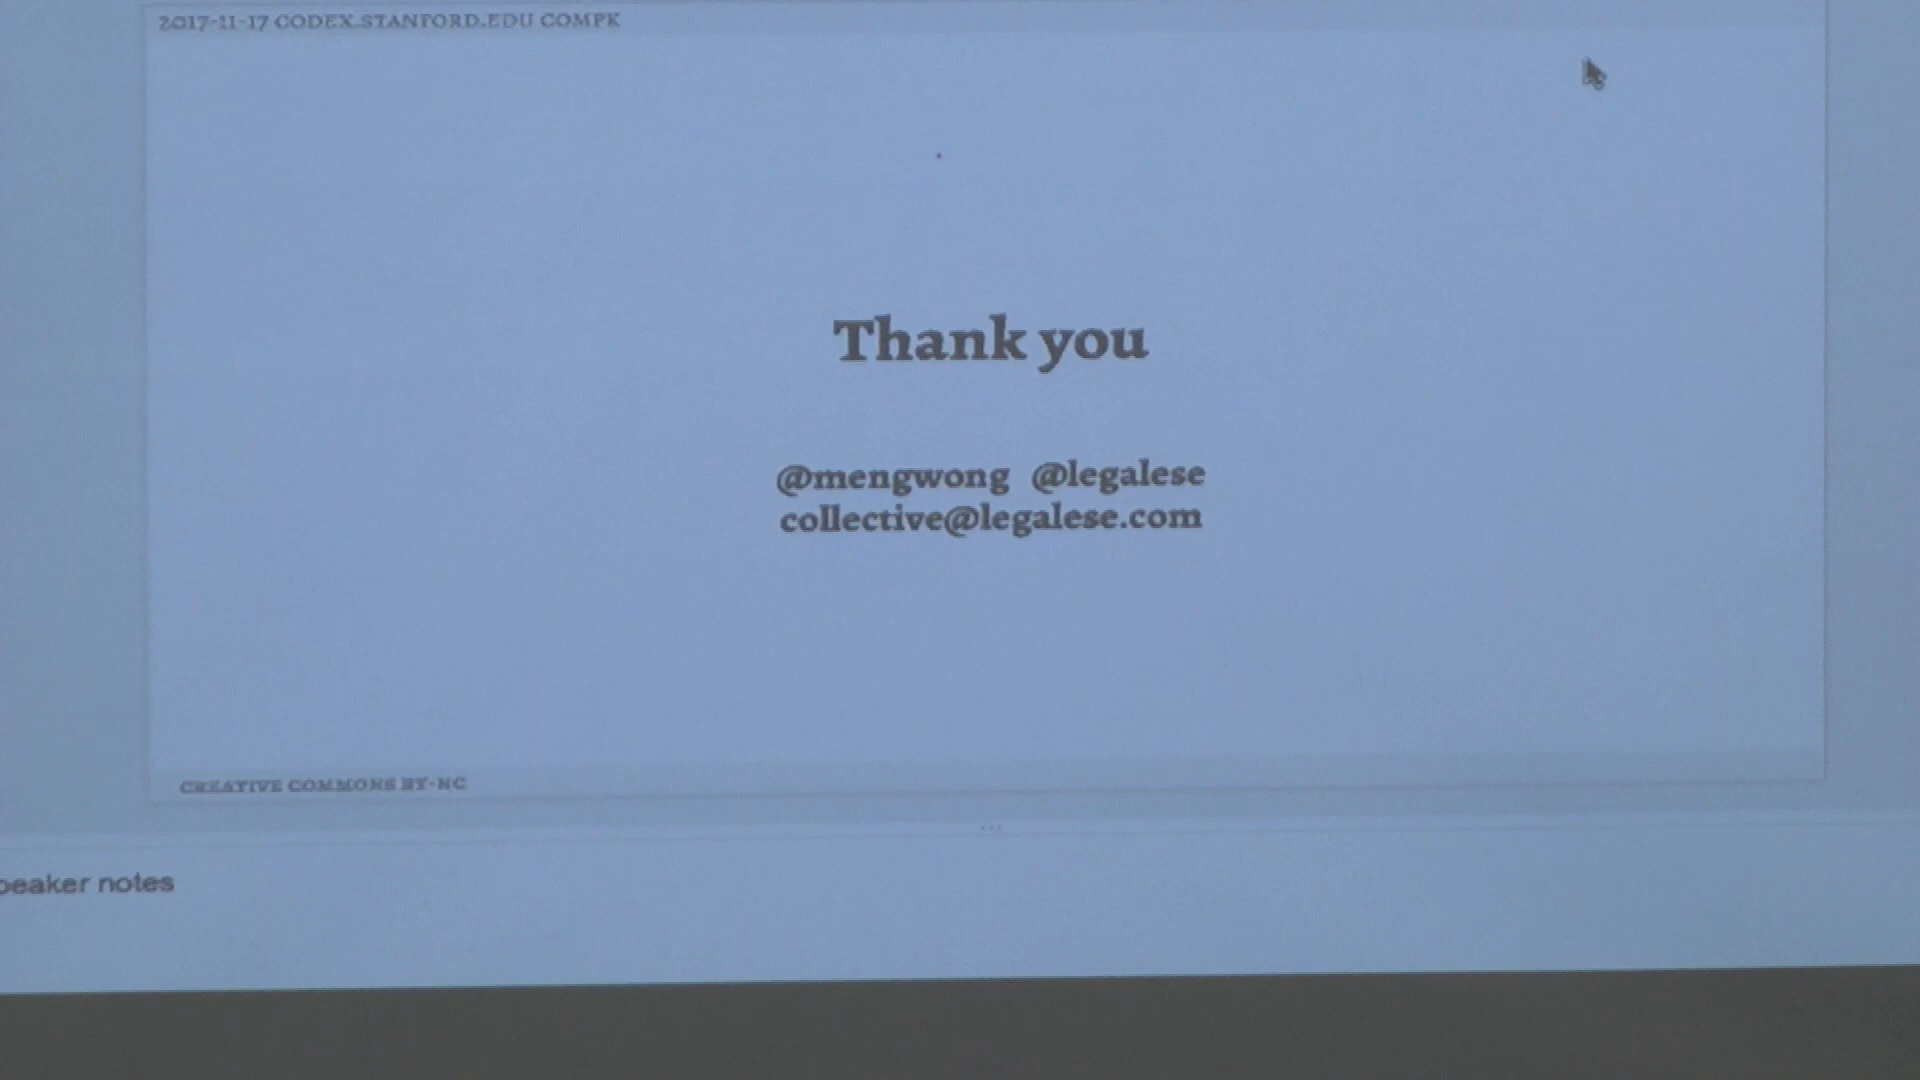 2017-11-17 CODEX.STANFORD.EDU COMPK
Thank you
@mengwong @legalese
collective@legalese.com
CREATIVE COMMONS BY-NC
peaker notes